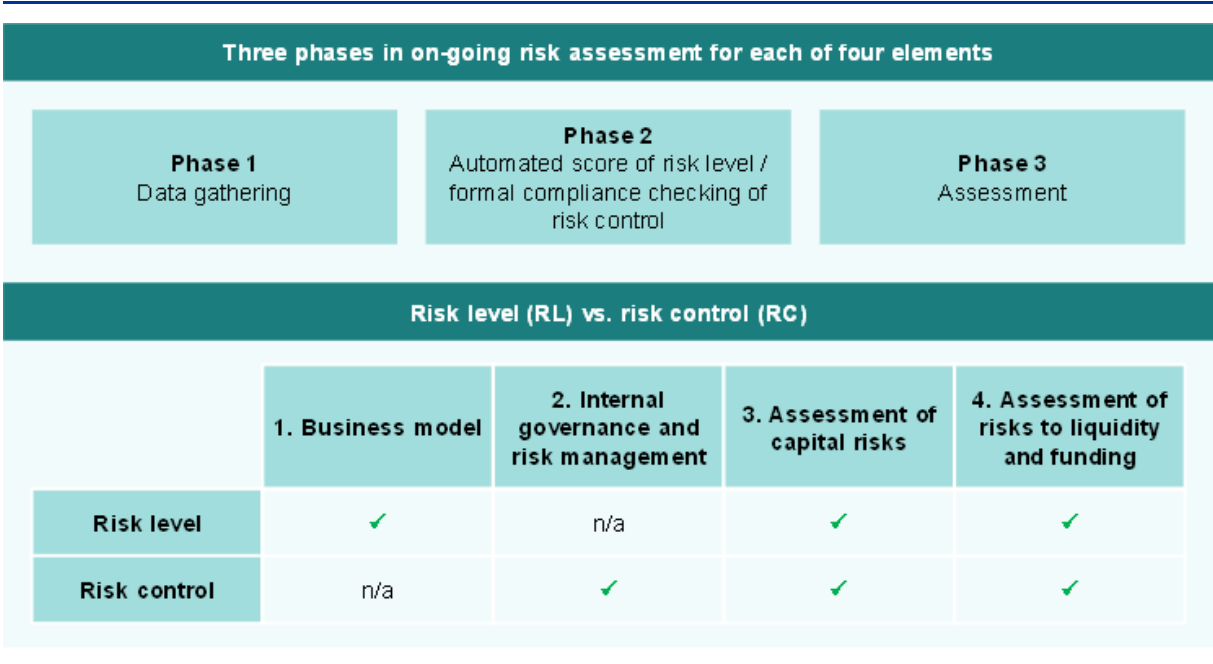 Three phases in on-going risk assessment for each of four elements
Phase 1
Data gathering
Phase 2
Automated score of risk level /
formal compliance checking of
risk control
Phase 3
Assessment
Risk level (RL) vs. risk control (RC)
1. Business model
2. Internal
governance and
risk management
3. Assessment of
capital risks
4. Assessment of
risks to liquidity
and funding
Risk level
✓
n/a
✓
✓
Risk control
n/a
✓
✓
✓